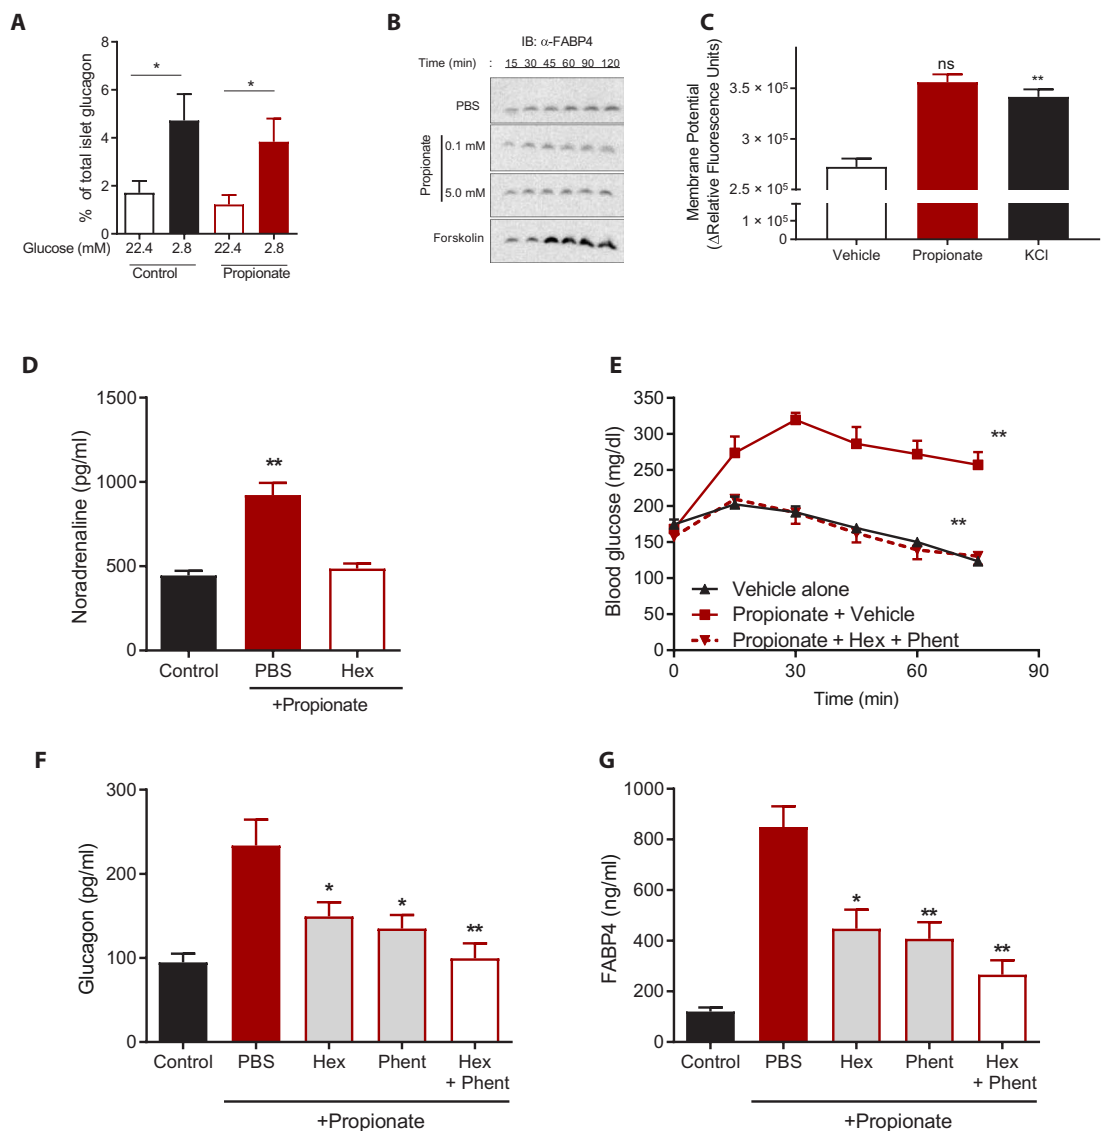 A
8
6
4
2
0
% of total islet glucagon
*
*
Glucose (mM)
22.4
2.8
22.4
2.8
Control
Propionate
B
IB: α-FABP4
Time (min) : 15 30 45 60 90 120
PBS
Propionate
0.1 mM
5.0 mM
Forskolin
C
Membrane Potential
(ΔRelative Fluorescence Units)
3.5 × 10⁵
3 × 10⁵
2.5 × 10⁵
1 × 10⁵
0
ns
**
Vehicle
Propionate
KCl
D
Noradrenaline (pg/ml)
1500
1000
500
0
**
Control
PBS
Hex
+Propionate
E
Blood glucose (mg/dl)
350
300
250
200
150
100
50
0
**
**
Vehicle alone
Propionate + Vehicle
Propionate + Hex + Phent
0
30
60
90
Time (min)
F
Glucagon (pg/ml)
300
200
100
0
*
*
**
Control
PBS
Hex
Phent
Hex
+ Phent
+Propionate
G
FABP4 (ng/ml)
1000
800
600
400
200
0
*
**
**
Control
PBS
Hex
Phent
Hex
+ Phent
+Propionate